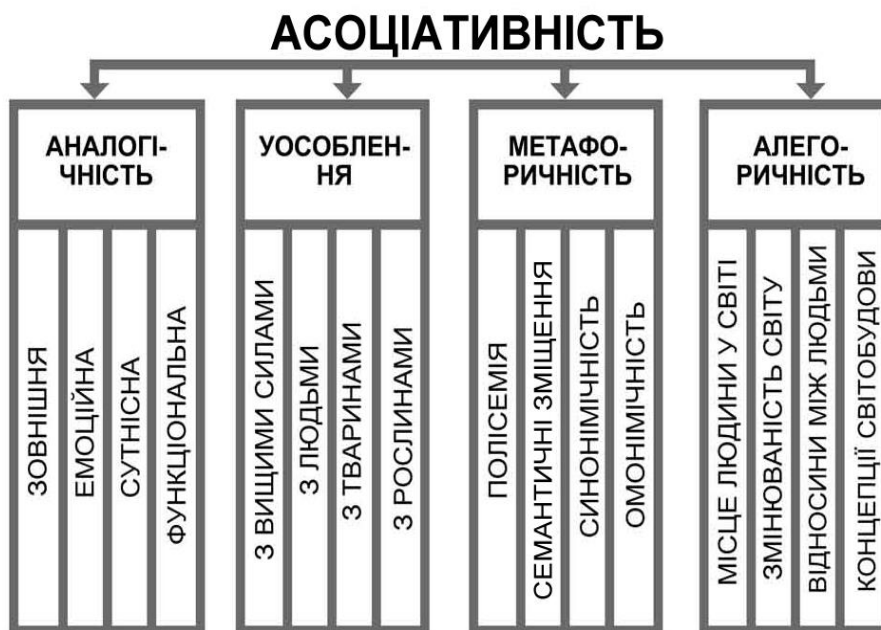 АСОЦІАТИВНІСТЬ
АНАЛОГІ-
ЧНІСТЬ
ЗОВНІШНЯ
ЕМОЦІЙНА
СУТНІСНА
ФУНКЦІОНАЛЬНА
УОСОБЛЕН-
НЯ
З ВИЩИМИ СИЛАМИ
З ЛЮДЬМИ
З ТВАРИНАМИ
З РОСЛИНАМИ
МЕТАФО-
РИЧНІСТЬ
ПОЛІСЕМІЯ
СЕМАНТИЧНІ ЗМІЩЕННЯ
СИНОНІМІЧНІСТЬ
ОМОНІМІЧНІСТЬ
АЛЕГО-
РИЧНІСТЬ
МІСЦЕ ЛЮДИНИ У СВІТІ
ЗМІНЮВАНІСТЬ СВІТУ
ВІДНОСИНИ МІЖ ЛЮДЬМИ
КОНЦЕПЦІЇ СВІТОБУДОВИ